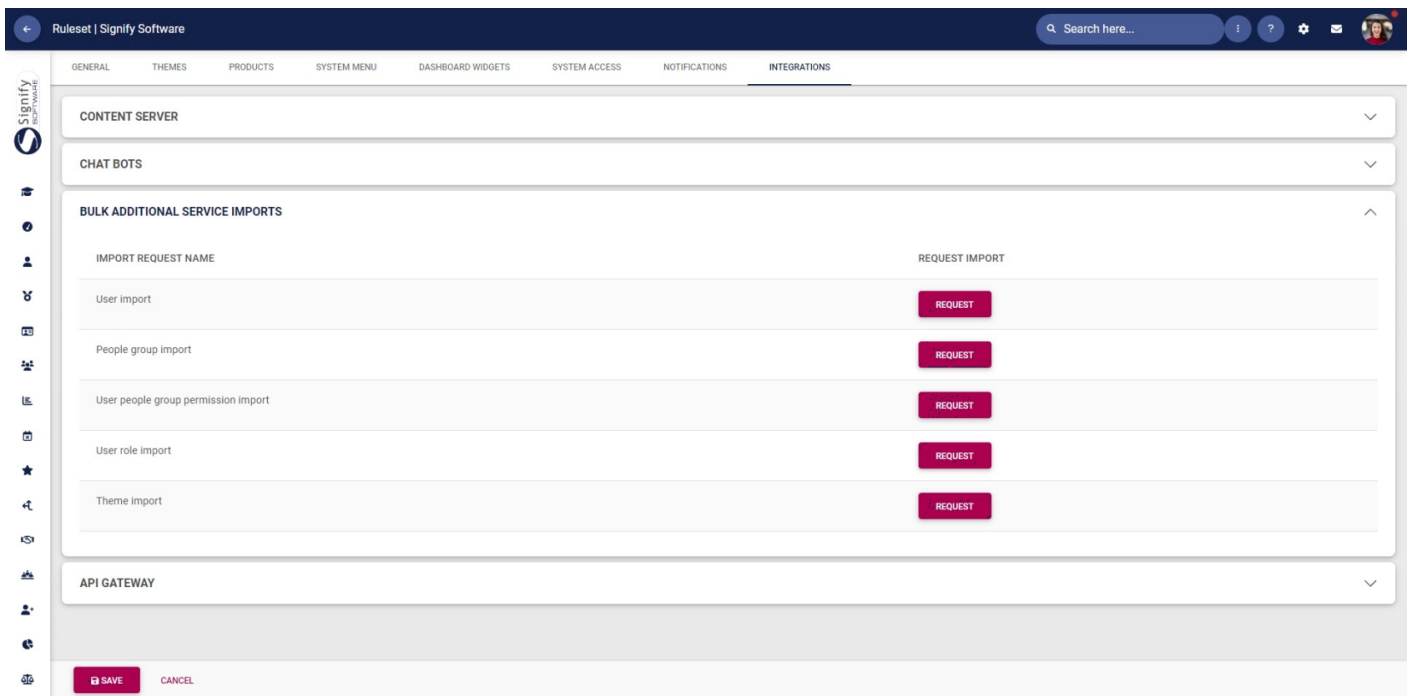 Ruleset | Signify Software
Search here...
?
GENERAL THEMES PRODUCTS SYSTEM MENU DASHBOARD WIDGETS SYSTEM ACCESS NOTIFICATIONS INTEGRATIONS
Signify
SOFTWARE
CONTENT SERVER
CHAT BOTS
BULK ADDITIONAL SERVICE IMPORTS
IMPORT REQUEST NAME REQUEST IMPORT
User import REQUEST
People group import REQUEST
User people group permission import REQUEST
User role import REQUEST
Theme import REQUEST
API GATEWAY
SAVE CANCEL